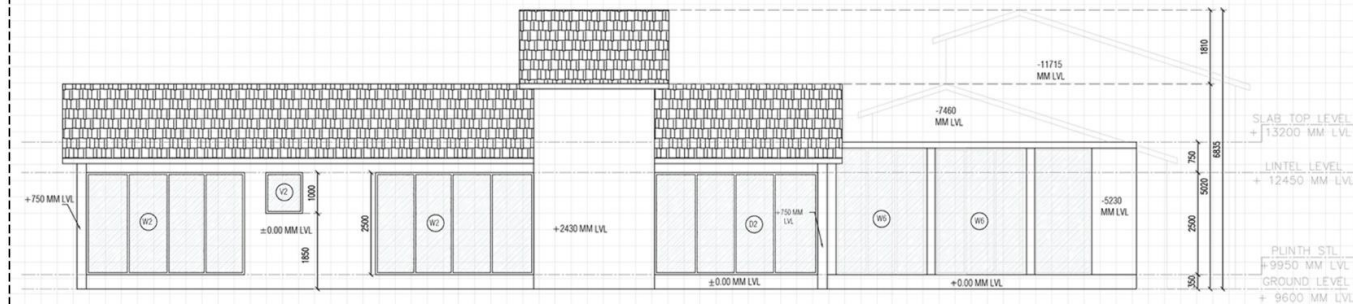 1810
-11715
MM LVL
-7460
MM LVL
SLAB TOP LEVEL
+ 13200 MM LVL
750
6835
LINTEL LEVEL
+ 12450 MM LVL
5020
+750 MM LVL
W2
V2
1000
±0.00 MM LVL
1850
2500
W2
+2430 MM LVL
D2
+750 MM
LVL
W6
W6
-5230
MM LVL
2500
PLINTH STL
+9950 MM LVL
±0.00 MM LVL
+0.00 MM LVL
350
GROUND LEVEL
+ 9600 MM LVL